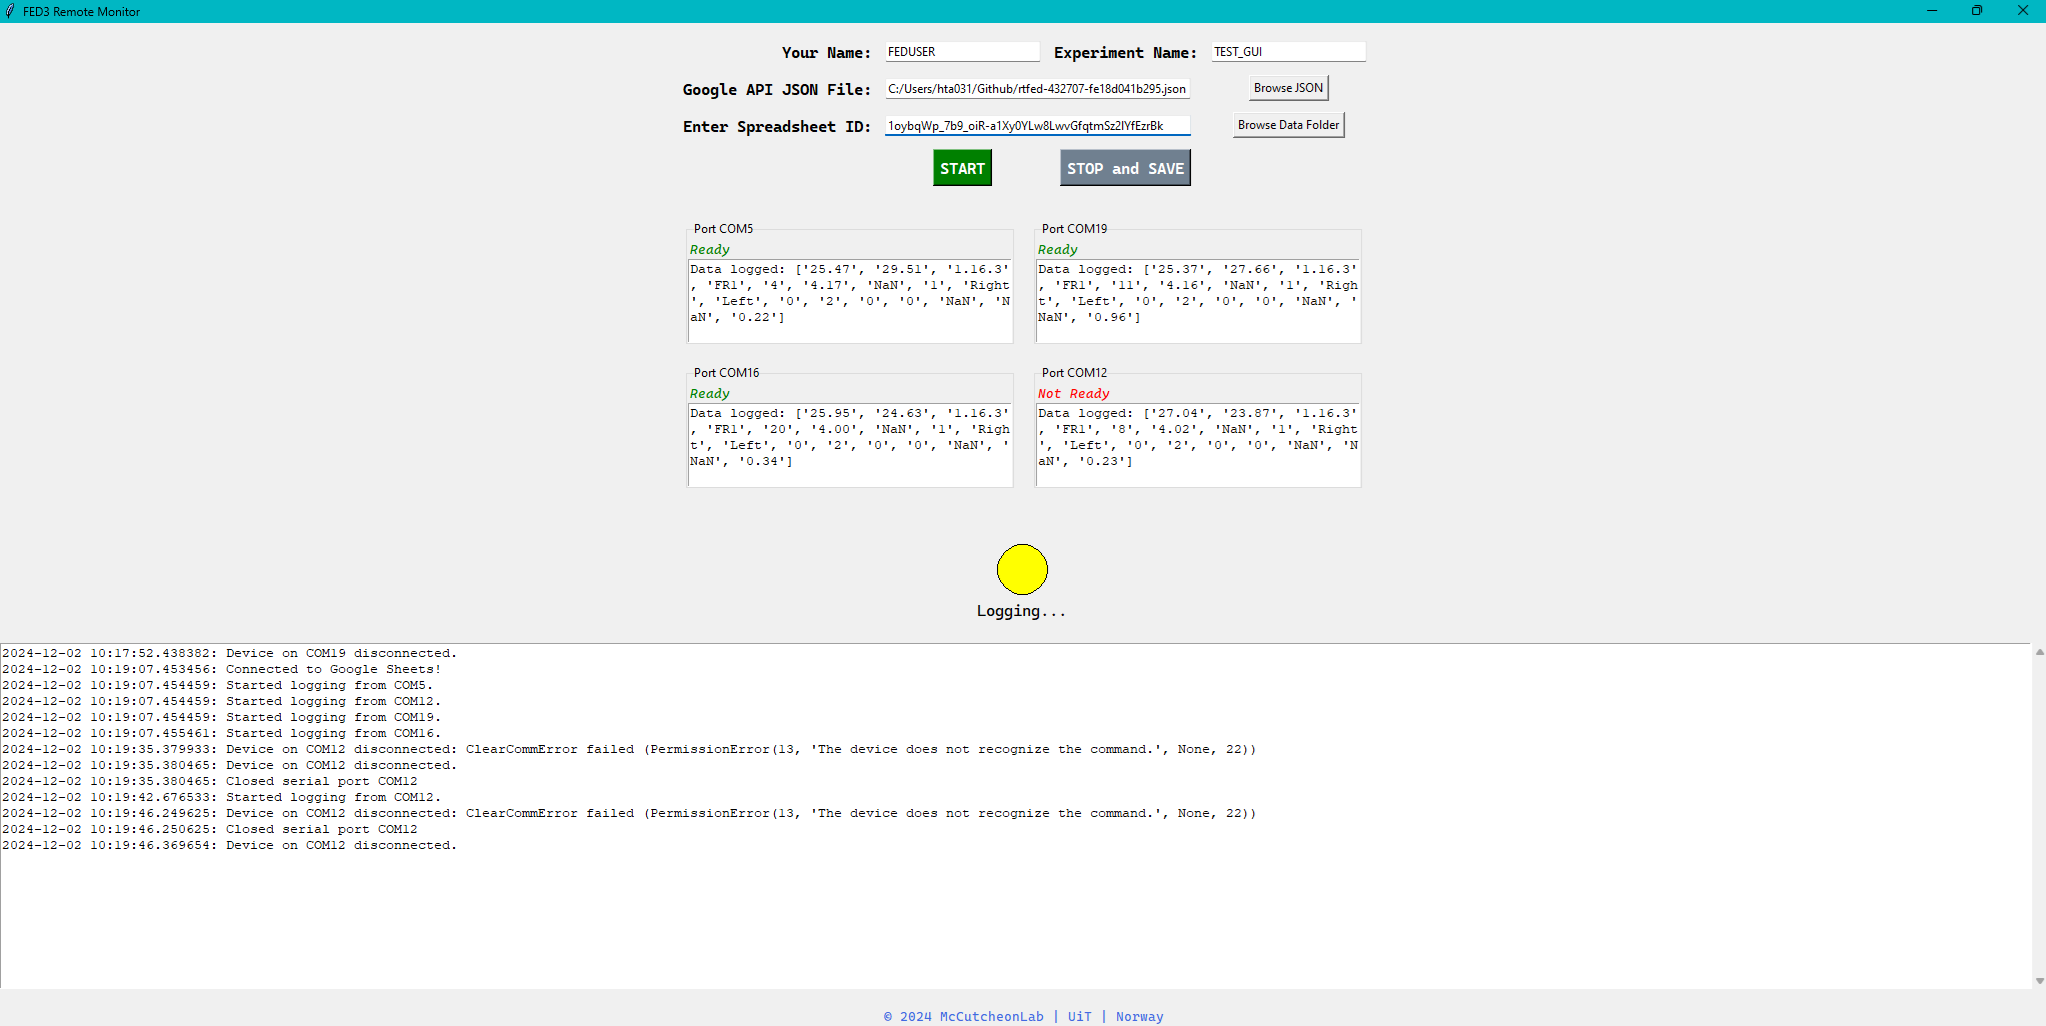 FED3 Remote Monitor
Your Name: FEDUSER Experiment Name: TEST_GUI
Google API JSON File: C:/Users/hta031/Github/rtfed-432707-fe18d041b295.json Browse JSON
Enter Spreadsheet ID: 1oybqWp_7b9_oiR-a1Xy0YLw8LwvGfqtmSz2IYfEzrBk Browse Data Folder
START STOP and SAVE
Port COM5
Ready
Data logged: ['25.47', '29.51', '1.16.3'
, 'FR1', '4', '4.17', 'NaN', '1', 'Right
', 'Left', '0', '2', '0', '0', 'NaN', 'N
aN', '0.22']
Port COM19
Ready
Data logged: ['25.37', '27.66', '1.16.3'
, 'FR1', '11', '4.16', 'NaN', '1', 'Righ
t', 'Left', '0', '2', '0', '0', 'NaN', '
NaN', '0.96']
Port COM16
Ready
Data logged: ['25.95', '24.63', '1.16.3'
, 'FR1', '20', '4.00', 'NaN', '1', 'Righ
t', 'Left', '0', '2', '0', '0', 'NaN', '
NaN', '0.34']
Port COM12
Not Ready
Data logged: ['27.04', '23.87', '1.16.3'
, 'FR1', '8', '4.02', 'NaN', '1', 'Right
', 'Left', '0', '2', '0', '0', 'NaN', 'N
aN', '0.23']
Logging...
2024-12-02 10:17:52.438382: Device on COM19 disconnected.
2024-12-02 10:19:07.453456: Connected to Google Sheets!
2024-12-02 10:19:07.454459: Started logging from COM5.
2024-12-02 10:19:07.454459: Started logging from COM12.
2024-12-02 10:19:07.454459: Started logging from COM19.
2024-12-02 10:19:07.455461: Started logging from COM16.
2024-12-02 10:19:35.379933: Device on COM12 disconnected: ClearCommError failed (PermissionError(13, 'The device does not recognize the command.', None, 22))
2024-12-02 10:19:35.380465: Device on COM12 disconnected.
2024-12-02 10:19:35.380465: Closed serial port COM12
2024-12-02 10:19:42.676533: Started logging from COM12.
2024-12-02 10:19:46.249625: Device on COM12 disconnected: ClearCommError failed (PermissionError(13, 'The device does not recognize the command.', None, 22))
2024-12-02 10:19:46.250625: Closed serial port COM12
2024-12-02 10:19:46.369654: Device on COM12 disconnected.
© 2024 McCutcheonLab | UiT | Norway